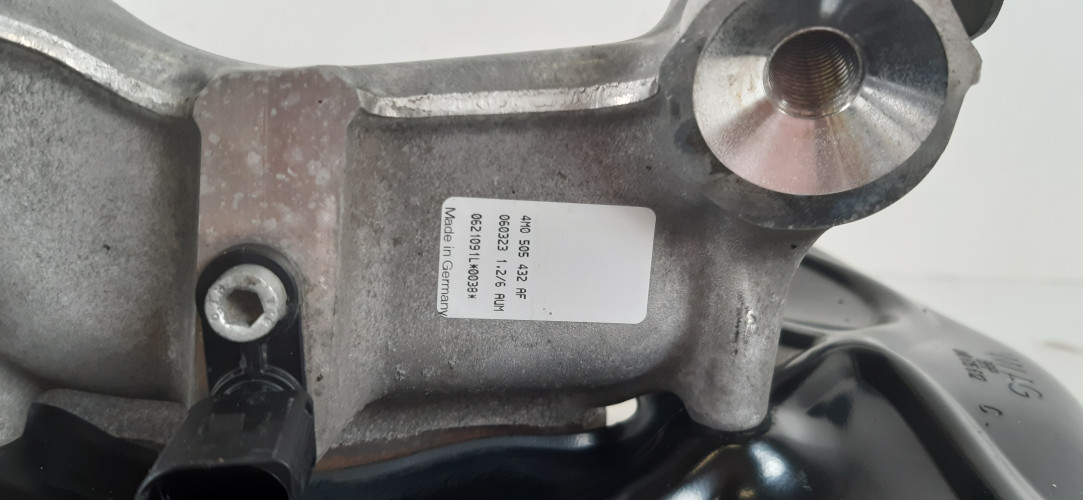 4M0 505 432 AF
060323 1.2/6 AUM
0621091L*0038*
Made in Germany